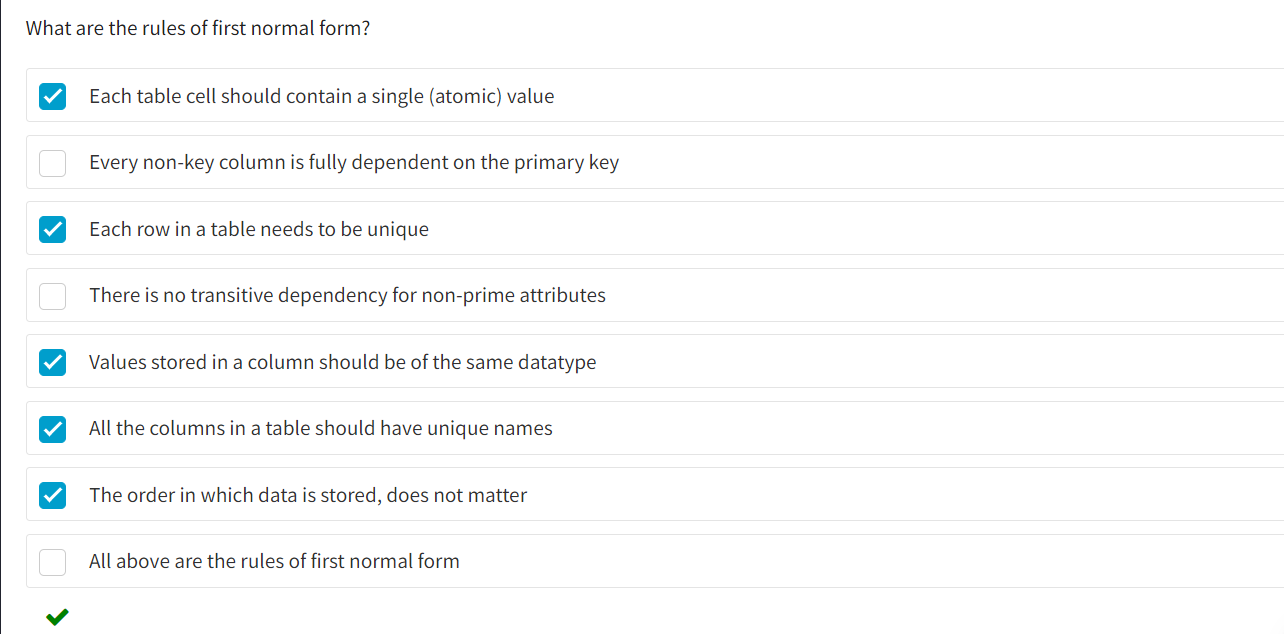 What are the rules of first normal form?
Each table cell should contain a single (atomic) value
Every non-key column is fully dependent on the primary key
Each row in a table needs to be unique
There is no transitive dependency for non-prime attributes
Values stored in a column should be of the same datatype
All the columns in a table should have unique names
The order in which data is stored, does not matter
All above are the rules of first normal form